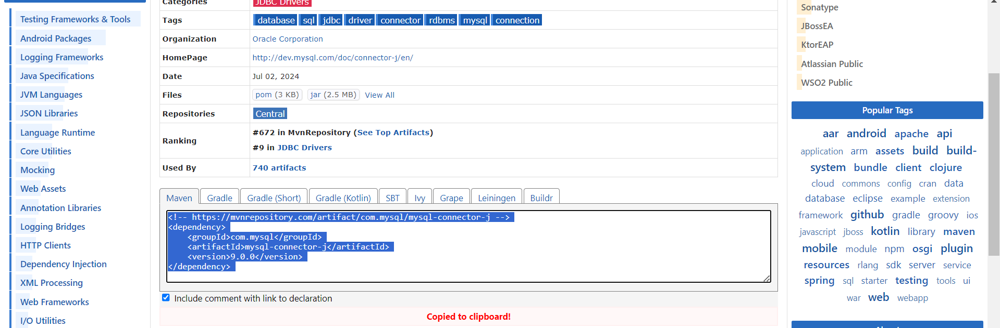 Testing Frameworks & Tools
Android Packages
Logging Frameworks
Java Specifications
JVM Languages
JSON Libraries
Language Runtime
Core Utilities
Mocking
Web Assets
Annotation Libraries
Logging Bridges
HTTP Clients
Dependency Injection
XML Processing
Web Frameworks
I/O Utilities
Categories JDBC Drivers
Tags database sql jdbc driver connector rdbms mysql connection
Organization Oracle Corporation
HomePage http://dev.mysql.com/doc/connector-j/en/
Date Jul 02, 2024
Files pom (3 KB) jar (2.5 MB) View All
Repositories Central
Ranking #672 in MvnRepository (See Top Artifacts)
#9 in JDBC Drivers
Used By 740 artifacts
Maven Gradle Gradle (Short) Gradle (Kotlin) SBT Ivy Grape Leiningen Buildr
<!-- https://mvnrepository.com/artifact/com.mysql/mysql-connector-j -->
<dependency>
    <groupId>com.mysql</groupId>
    <artifactId>mysql-connector-j</artifactId>
    <version>9.0.0</version>
</dependency>
Include comment with link to declaration
Copied to clipboard!
Sonatype
JBossEA
KtorEAP
Atlassian Public
WSO2 Public
Popular Tags
aar android apache api
application arm assets build build-
system bundle client clojure
cloud commons config cran data
database eclipse example extension
framework github gradle groovy ios
javascript jboss kotlin library maven
mobile module npm osgi plugin
resources rlang sdk server service
spring sql starter testing tools ui
war web webapp